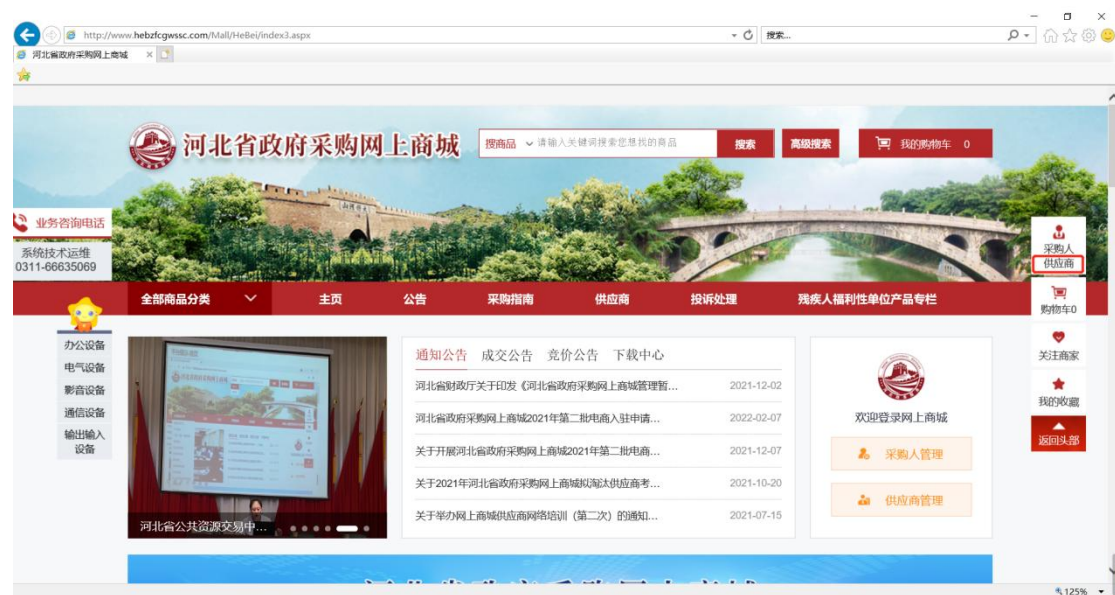 http://www.hebzfcgwssc.com/Mall/HeBei/index3.aspx
搜索...
河北省政府采购网上商城
河北省政府采购网上商城
搜商品
请输入关键词搜索您想找的商品
搜索
高级搜索
我的购物车 0
业务咨询电话
系统技术运维
0311-66635069
采购人
供应商
全部商品分类
主页
公告
采购指南
供应商
投诉处理
残疾人福利性单位产品专栏
购物车0
关注商家
我的收藏
返回头部
办公设备
电气设备
影音设备
通信设备
输出输入
设备
河北省公共资源交易中...
通知公告 成交公告 竞价公告 下载中心
河北省财政厅关于印发《河北省政府采购网上商城管理暂... 2021-12-02
河北省政府采购网上商城2021年第二批电商入驻申请... 2022-02-07
关于开展河北省政府采购网上商城2021年第二批电商... 2021-12-07
关于2021年河北省政府采购网上商城拟淘汰供应商考... 2021-10-20
关于举办网上商城供应商网络培训（第二次）的通知... 2021-07-15
欢迎登录网上商城
采购人管理
供应商管理
125%